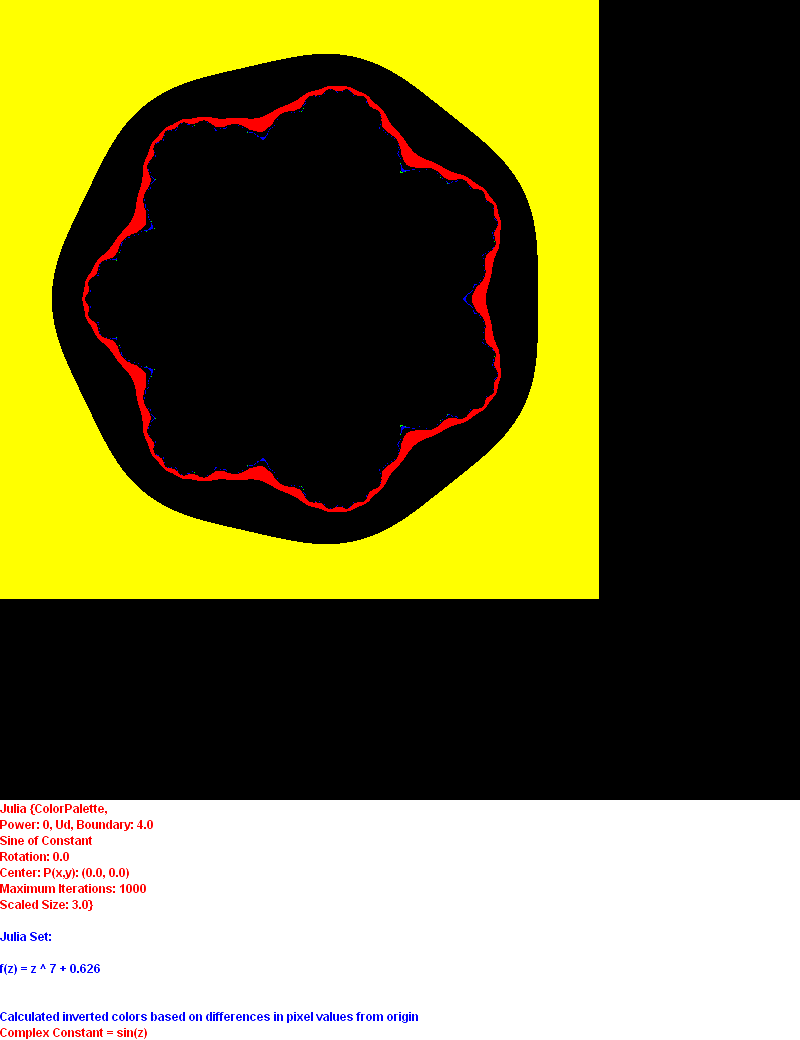 Julia {ColorPalette,
Power: 0, Ud, Boundary: 4.0
Sine of Constant
Rotation: 0.0
Center: P(x,y): (0.0, 0.0)
Maximum Iterations: 1000
Scaled Size: 3.0}
Julia Set:
f(z) = z ^ 7 + 0.626
Calculated inverted colors based on differences in pixel values from origin
Complex Constant = sin(z)